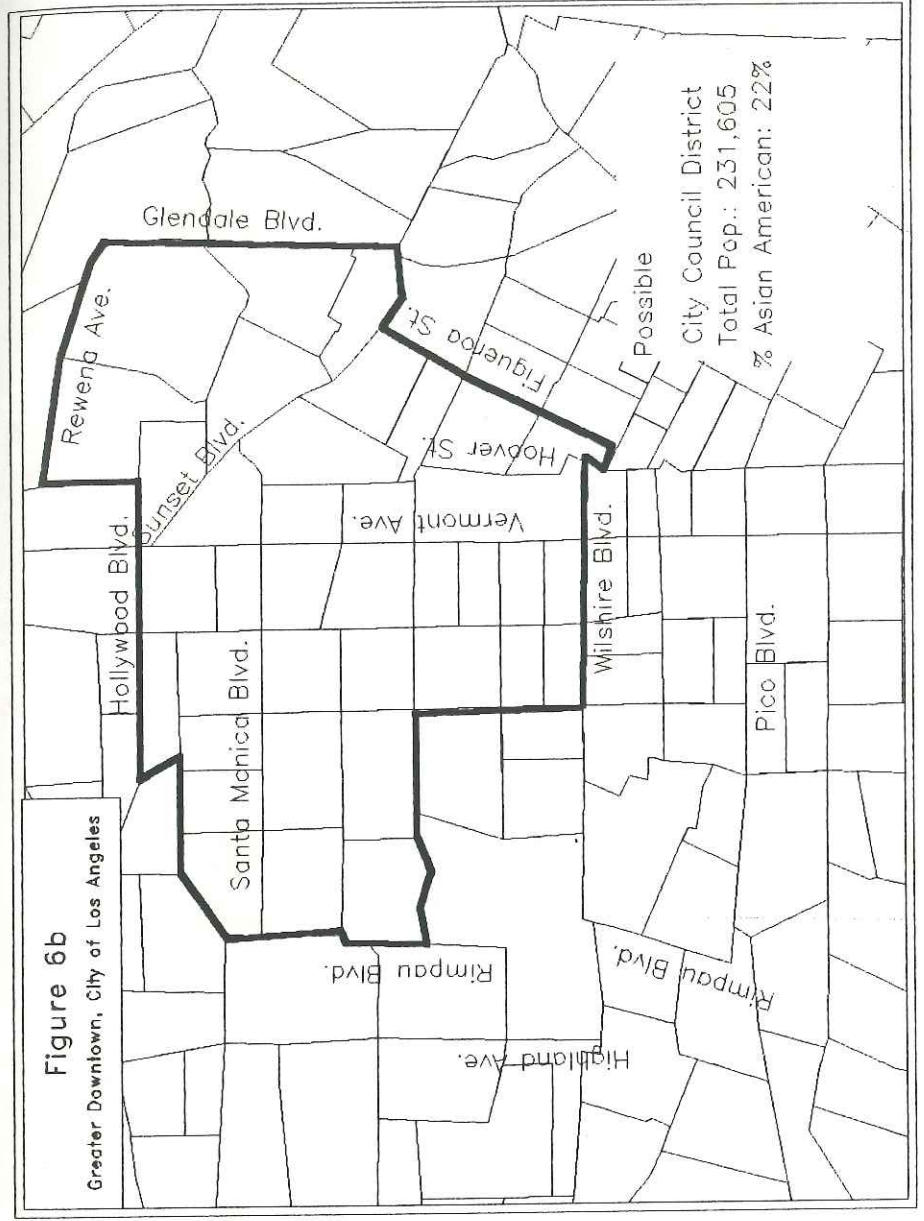 Figure 6b
Greater Downtown, City of Los Angeles
Rewena Ave.
Glendale Blvd.
Hollywood Blvd.
Sunset Blvd.
Santa Monica Blvd.
Vermont Ave.
Hoover St.
Figueroa St.
Rimpau Blvd.
Highland Ave.
Wilshire Blvd.
Rimpau Blvd.
Pico Blvd.
Possible
City Council District
Total Pop.: 231,605
% Asian American: 22%